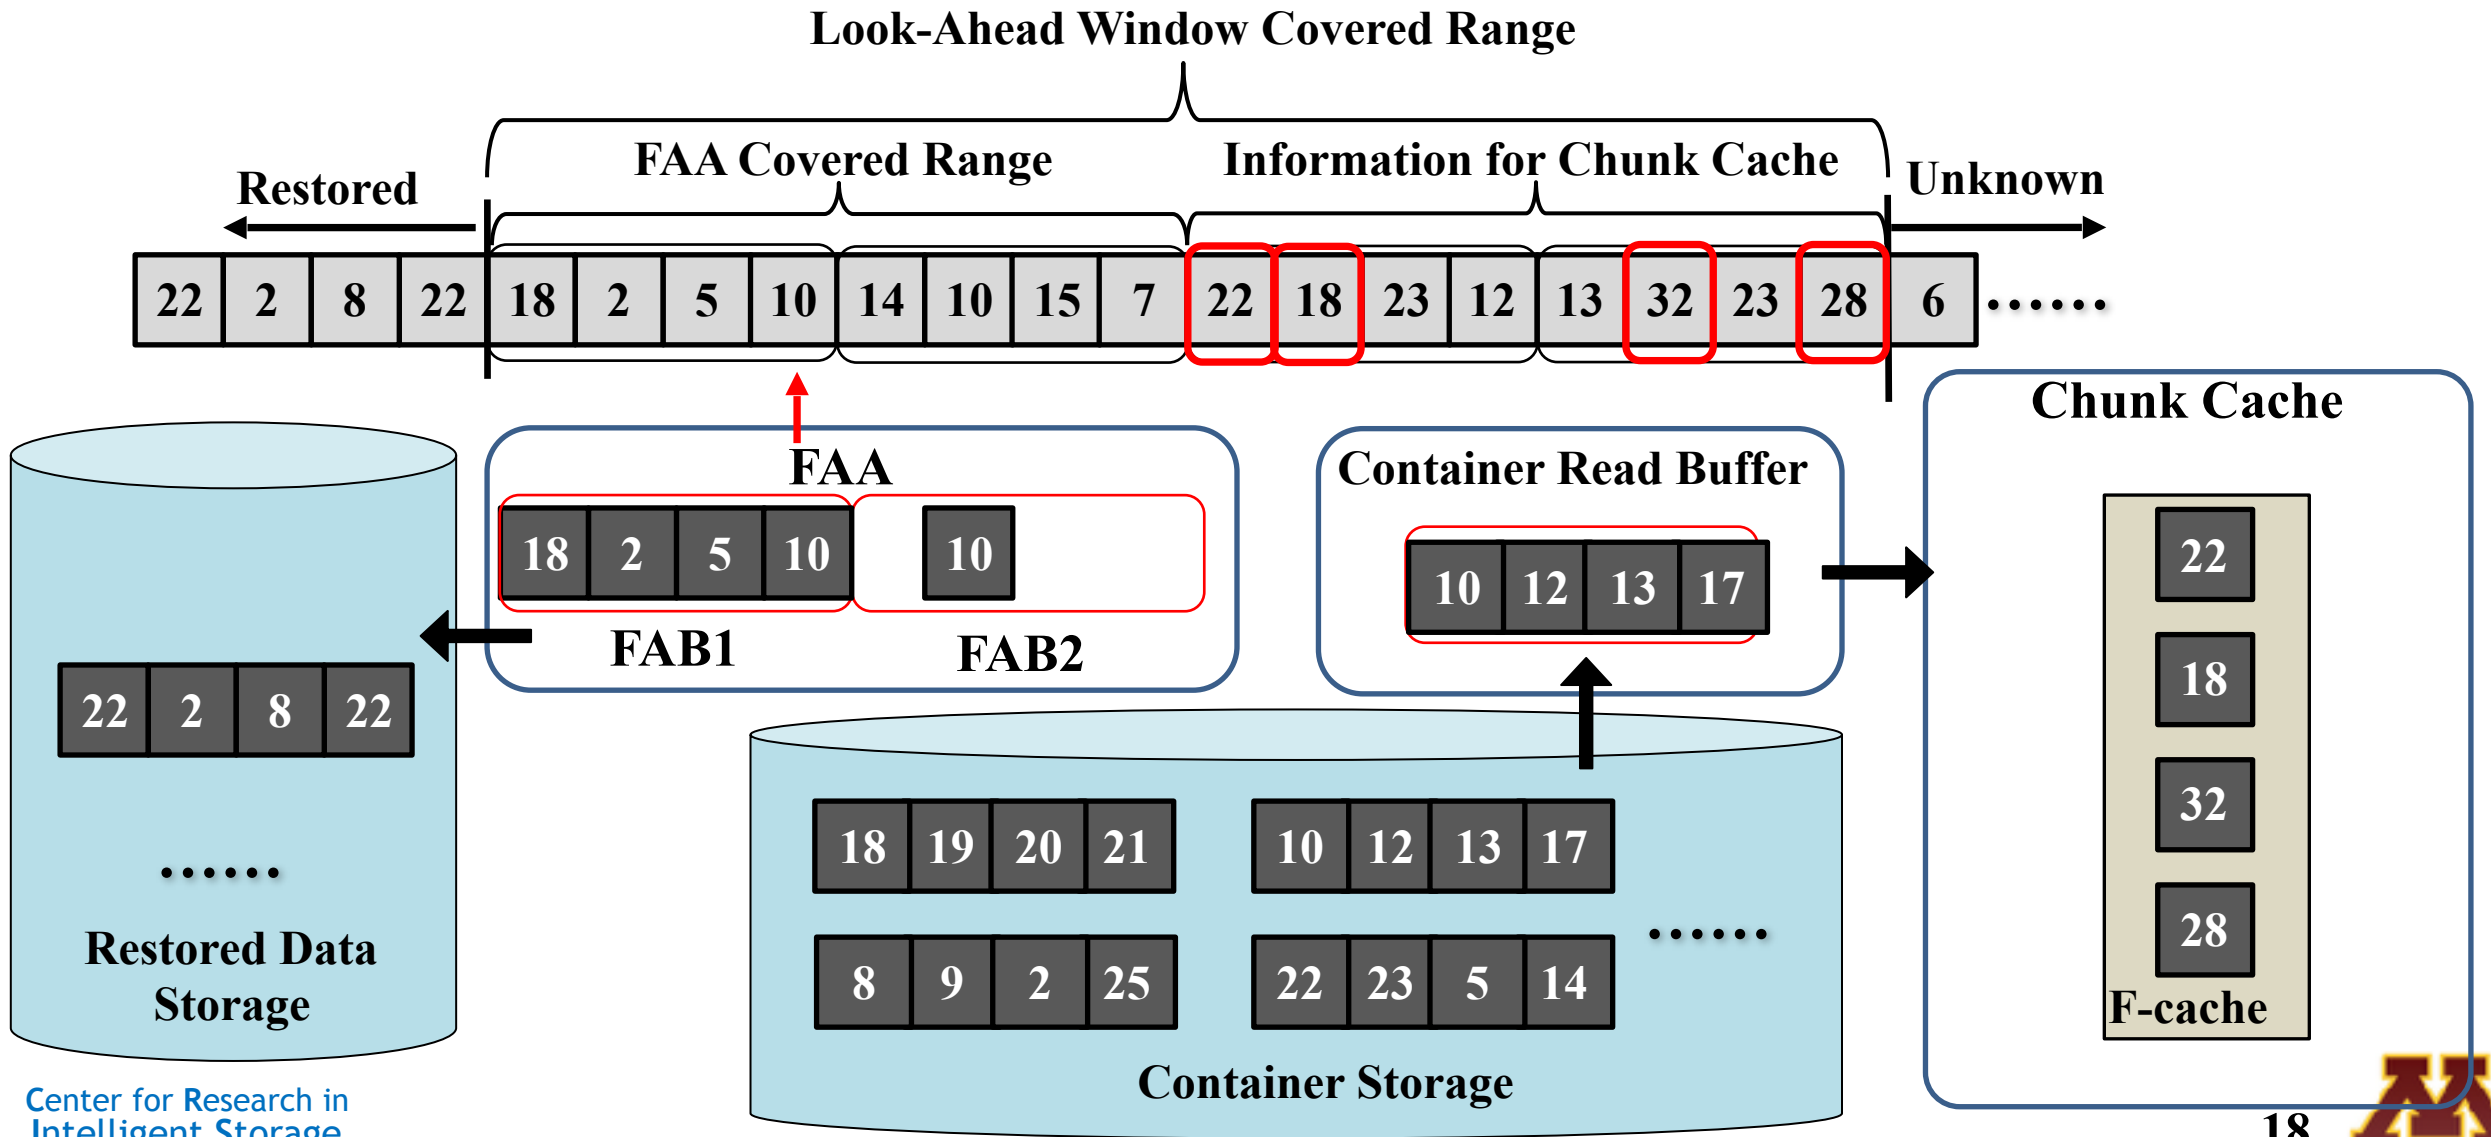 Look-Ahead Window Covered Range
FAA Covered Range
Information for Chunk Cache
Restored
Unknown
22 2 8 22 18 2 5 10 14 10 15 7 22 18 23 12 13 32 23 28 6 ······
Chunk Cache
FAA
18 2 5 10 10
FAB1 FAB2
Container Read Buffer
10 12 13 17
22
18
32
28
F-cache
22 2 8 22
······
Restored Data
Storage
18 19 20 21
10 12 13 17
8 9 2 25
22 23 5 14
······
Container Storage
Center for Research in
Intelligent Storage
18